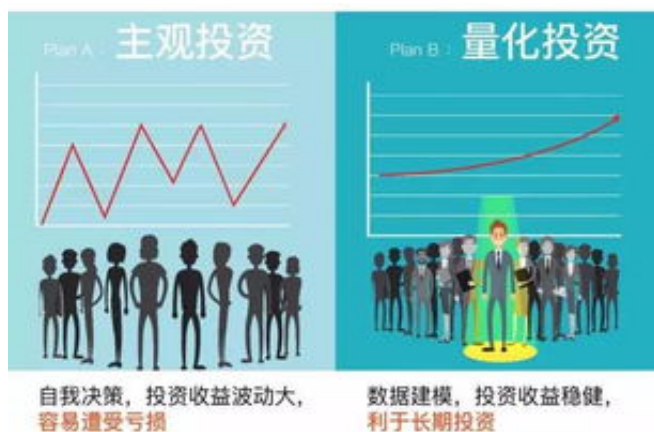 Plan A：主观投资
Plan B：量化投资
自我决策，投资收益波动大，
容易遭受亏损
数据建模，投资收益稳健，
利于长期投资